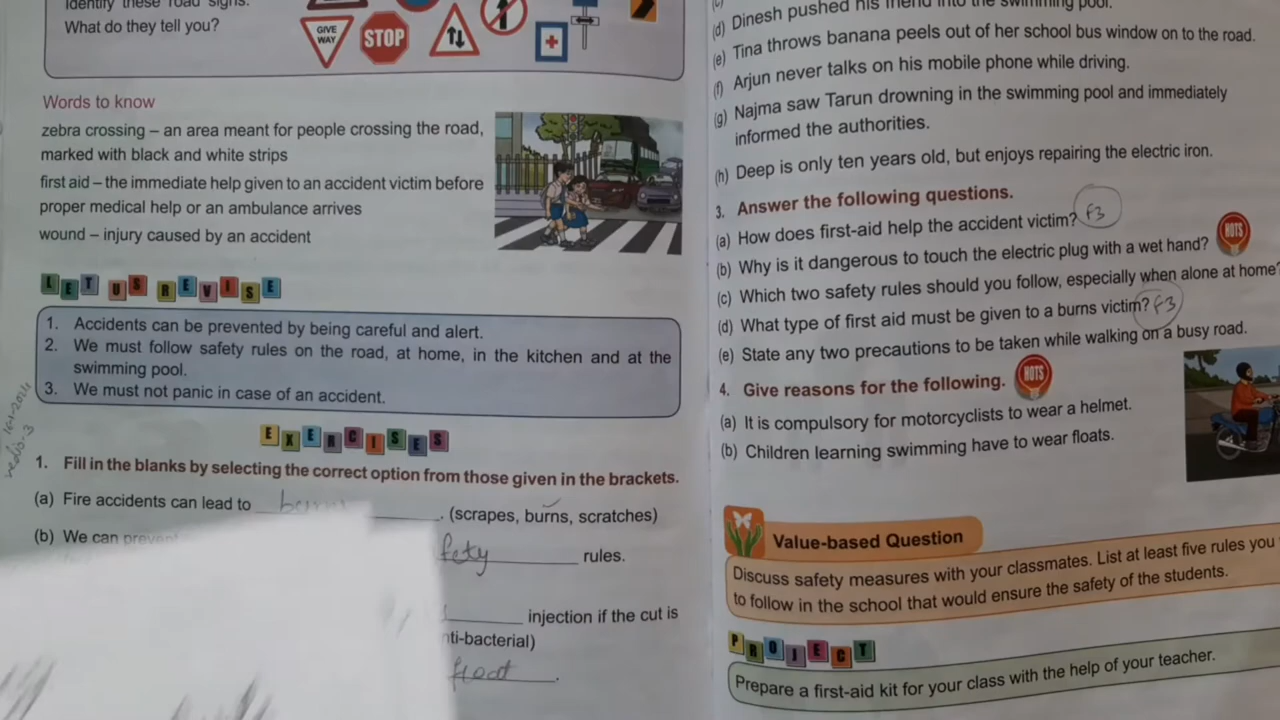 Identify these road signs.
What do they tell you?
GIVE WAY
STOP
Words to know
zebra crossing – an area meant for people crossing the road,
marked with black and white strips
first aid – the immediate help given to an accident victim before
proper medical help or an ambulance arrives
wound – injury caused by an accident
LET US REVISE
1. Accidents can be prevented by being careful and alert.
2. We must follow safety rules on the road, at home, in the kitchen and at the
swimming pool.
3. We must not panic in case of an accident.
EXERCISES
1. Fill in the blanks by selecting the correct option from those given in the brackets.
(a) Fire accidents can lead to burns. (scrapes, burns, scratches)
(b) We can prevent fety rules.
injection if the cut is
nti-bacterial)
float.
(d) Dinesh pushed his friend into the swimming pool.
(e) Tina throws banana peels out of her school bus window on to the road.
(f) Arjun never talks on his mobile phone while driving.
(g) Najma saw Tarun drowning in the swimming pool and immediately
informed the authorities.
(h) Deep is only ten years old, but enjoys repairing the electric iron.
3. Answer the following questions.
(a) How does first-aid help the accident victim? F3
(b) Why is it dangerous to touch the electric plug with a wet hand? HOTS
(c) Which two safety rules should you follow, especially when alone at home?
(d) What type of first aid must be given to a burns victim? F3
(e) State any two precautions to be taken while walking on a busy road.
4. Give reasons for the following. HOTS
(a) It is compulsory for motorcyclists to wear a helmet.
(b) Children learning swimming have to wear floats.
Value-based Question
Discuss safety measures with your classmates. List at least five rules you
to follow in the school that would ensure the safety of the students.
PROJECT
Prepare a first-aid kit for your class with the help of your teacher.